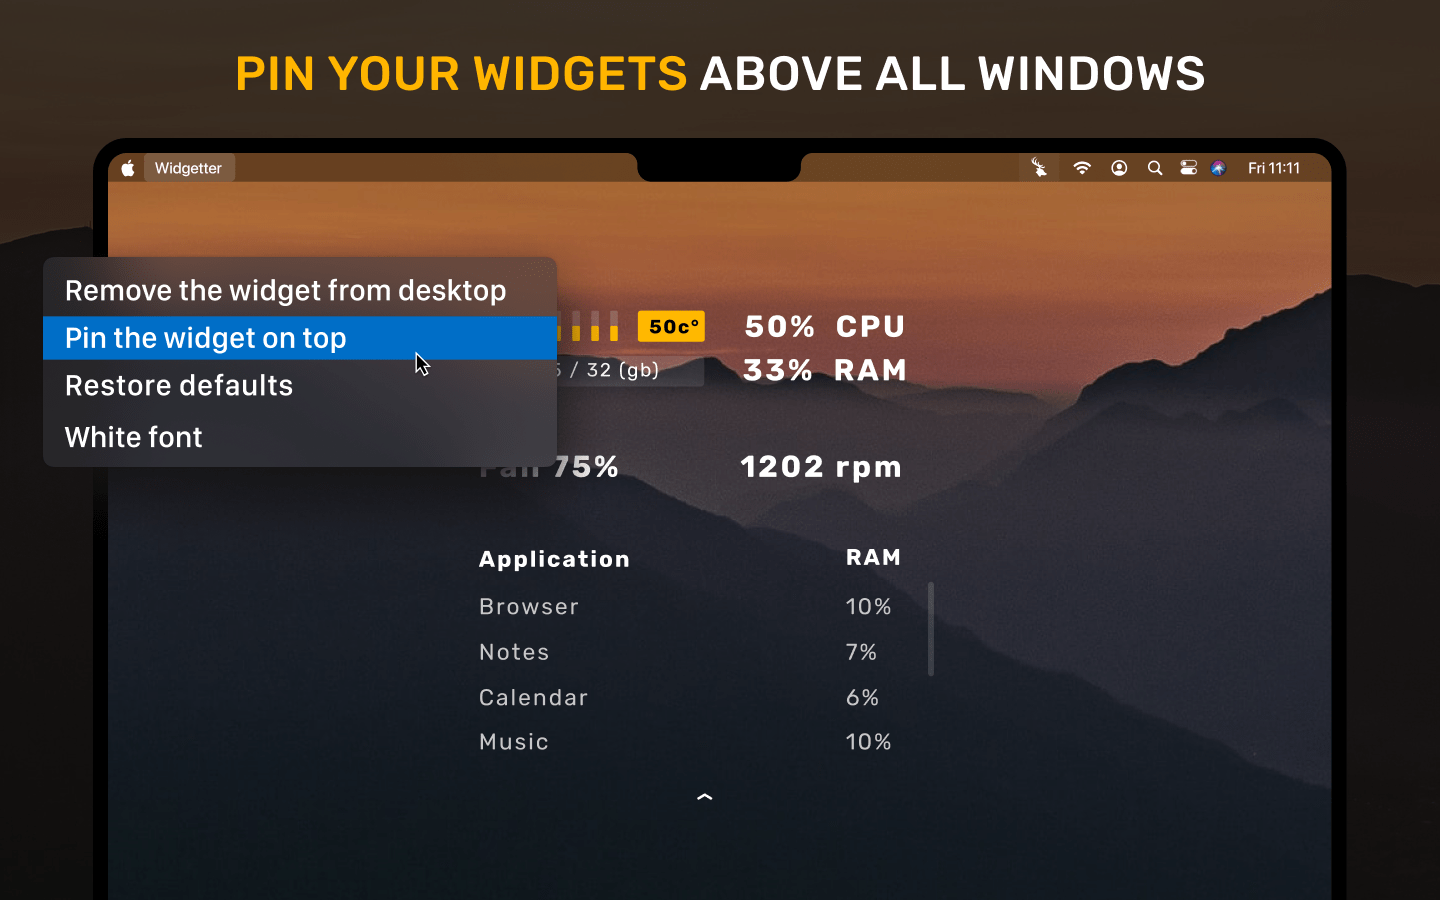 PIN YOUR WIDGETS ABOVE ALL WINDOWS
Widgetter
Fri 11:11
Remove the widget from desktop
Pin the widget on top
Restore defaults
White font
50c°
50% CPU
/ 32 (gb)
33% RAM
Fan 75%
1202 rpm
Application RAM
Browser 10%
Notes 7%
Calendar 6%
Music 10%